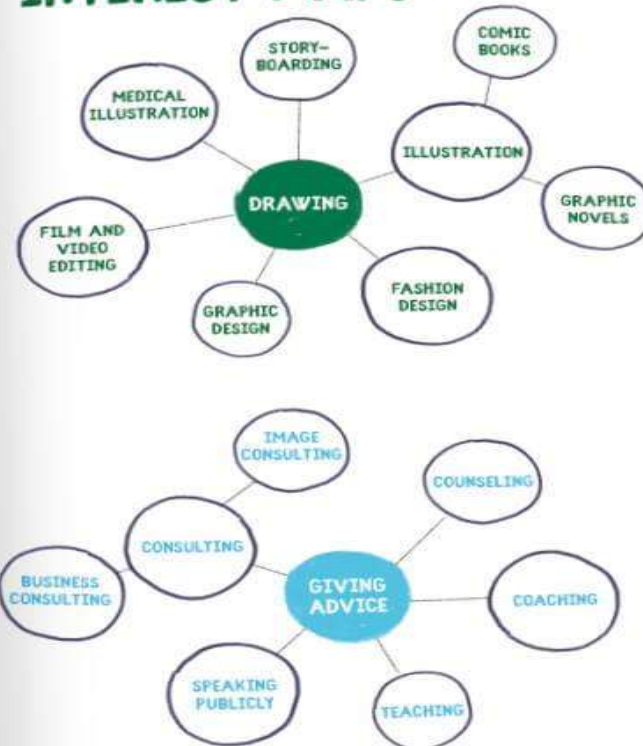 STORY-
BOARDING
COMIC
BOOKS
MEDICAL
ILLUSTRATION
ILLUSTRATION
DRAWING
GRAPHIC
NOVELS
FILM AND
VIDEO
EDITING
FASHION
DESIGN
GRAPHIC
DESIGN
IMAGE
CONSULTING
COUNSELING
CONSULTING
BUSINESS
CONSULTING
GIVING
ADVICE
COACHING
SPEAKING
PUBLICLY
TEACHING